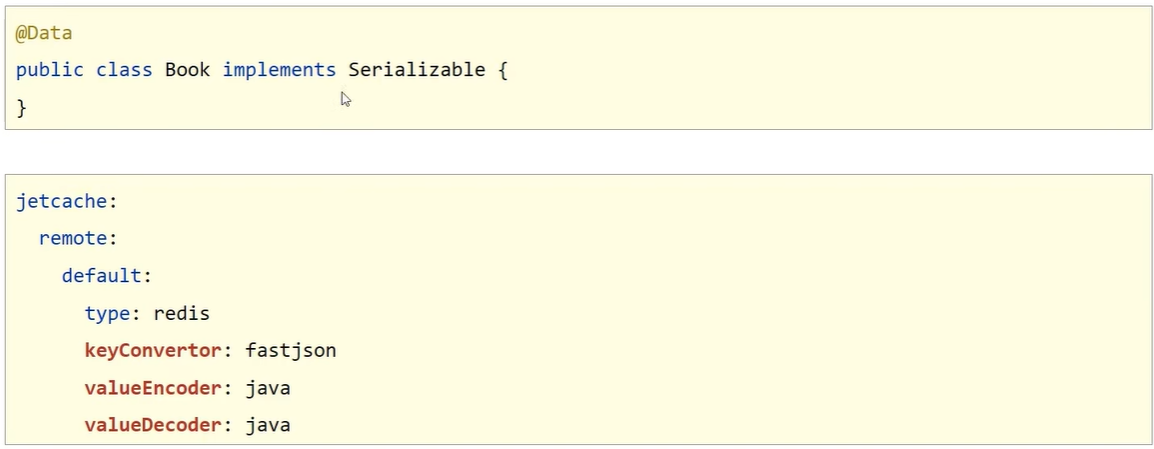 @Data
public class Book implements Serializable {
}
jetcache:
  remote:
    default:
      type: redis
      keyConvertor: fastjson
      valueEncoder: java
      valueDecoder: java